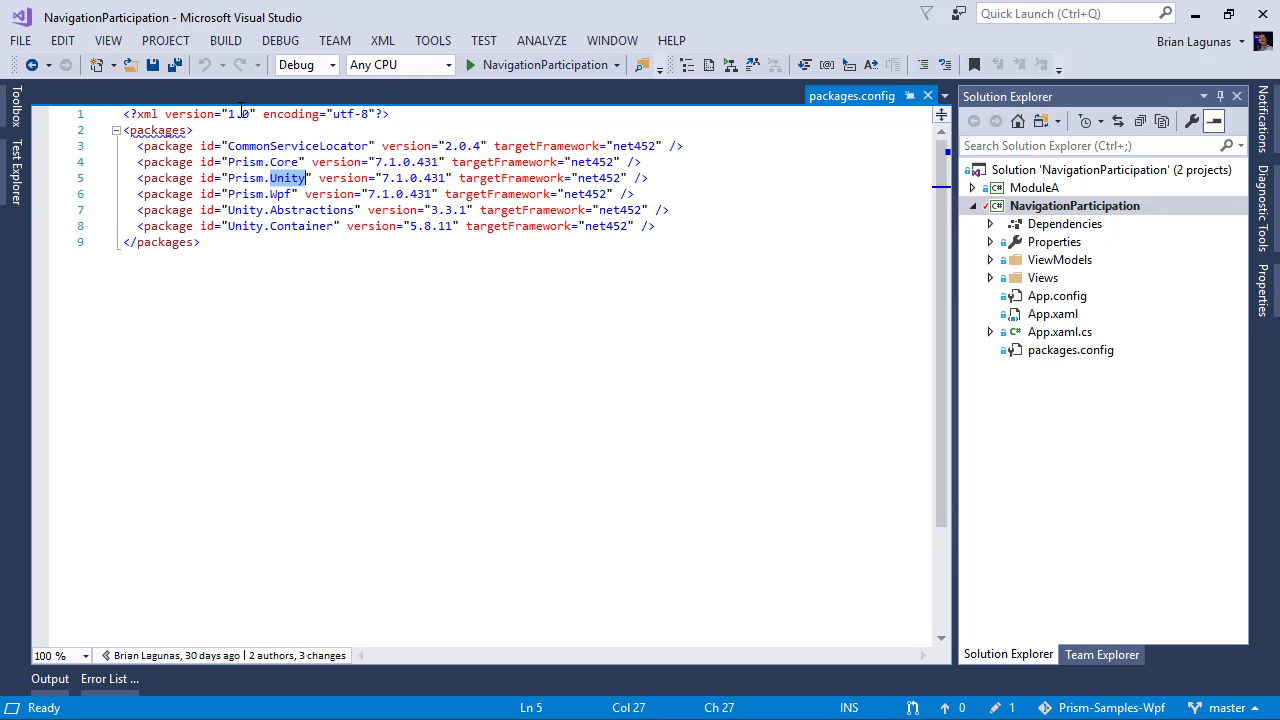 NavigationParticipation - Microsoft Visual Studio
Quick Launch (Ctrl+Q)
FILE EDIT VIEW PROJECT BUILD DEBUG TEAM XML TOOLS TEST ANALYZE WINDOW HELP
Brian Lagunas
Debug Any CPU NavigationParticipation
Toolbox
Test Explorer
packages.config
1 <?xml version="1.0" encoding="utf-8"?>
2 <packages>
3 <package id="CommonServiceLocator" version="2.0.4" targetFramework="net452" />
4 <package id="Prism.Core" version="7.1.0.431" targetFramework="net452" />
5 <package id="Prism.Unity" version="7.1.0.431" targetFramework="net452" />
6 <package id="Prism.Wpf" version="7.1.0.431" targetFramework="net452" />
7 <package id="Unity.Abstractions" version="3.3.1" targetFramework="net452" />
8 <package id="Unity.Container" version="5.8.11" targetFramework="net452" />
9 </packages>
100 % Brian Lagunas, 30 days ago | 2 authors, 3 changes
Solution Explorer
Search Solution Explorer (Ctrl+;)
Solution 'NavigationParticipation' (2 projects)
C# ModuleA
C# NavigationParticipation
Dependencies
Properties
ViewModels
Views
App.config
App.xaml
C# App.xaml.cs
packages.config
Solution Explorer Team Explorer
Notifications
Diagnostic Tools
Properties
Output Error List ...
Ready Ln 5 Col 27 Ch 27 INS 0 1 Prism-Samples-Wpf master